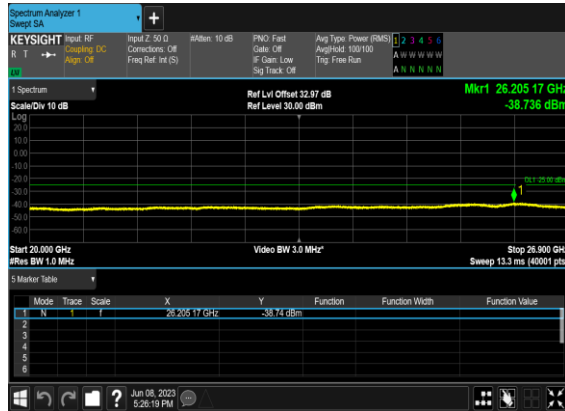 Spectrum Analyzer 1
Swept SA
+
KEYSIGHT Input: RF Input Z: 50 Ω #Atten: 10 dB PNO: Fast Avg Type: Power (RMS) 1 2 3 4 5 6
R T Coupling: DC Corrections: Off Gate: Off Avg|Hold: 100/100 A W W W W W
Align: Off Freq Ref: Int (S) IF Gain: Low Trig: Free Run
Sig Track: Off A N N N N N
1 Spectrum
Scale/Div 10 dB
Ref Lvl Offset 32.97 dB
Ref Level 30.00 dBm
Mkr1 26.205 17 GHz
-38.736 dBm
Log
20.0
10.0
0.00
-10.0
-20.0
-30.0
-40.0
-50.0
-60.0
DL1 -25.00 dBm
1
Start 20.000 GHz Video BW 3.0 MHz* Stop 26.900 GHz
#Res BW 1.0 MHz Sweep 13.3 ms (40001 pts)
5 Marker Table
Mode Trace Scale X Y Function Function Width Function Value
1 N 1 f 26.205 17 GHz -38.74 dBm
2
3
4
5
6
?
Jun 08, 2023
5:26:19 PM